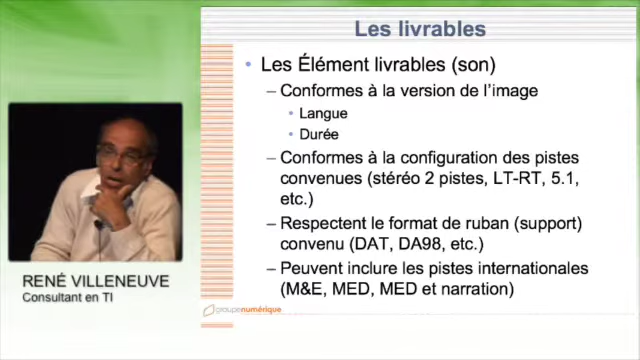 Les livrables
• Les Élément livrables (son)
– Conformes à la version de l'image
• Langue
• Durée
– Conformes à la configuration des pistes
convenues (stéréo 2 pistes, LT-RT, 5.1,
etc.)
– Respectent le format de ruban (support)
convenu (DAT, DA98, etc.)
– Peuvent inclure les pistes internationales
(M&E, MED, MED et narration)
groupenumérique
RENÉ VILLENEUVE
Consultant en TI